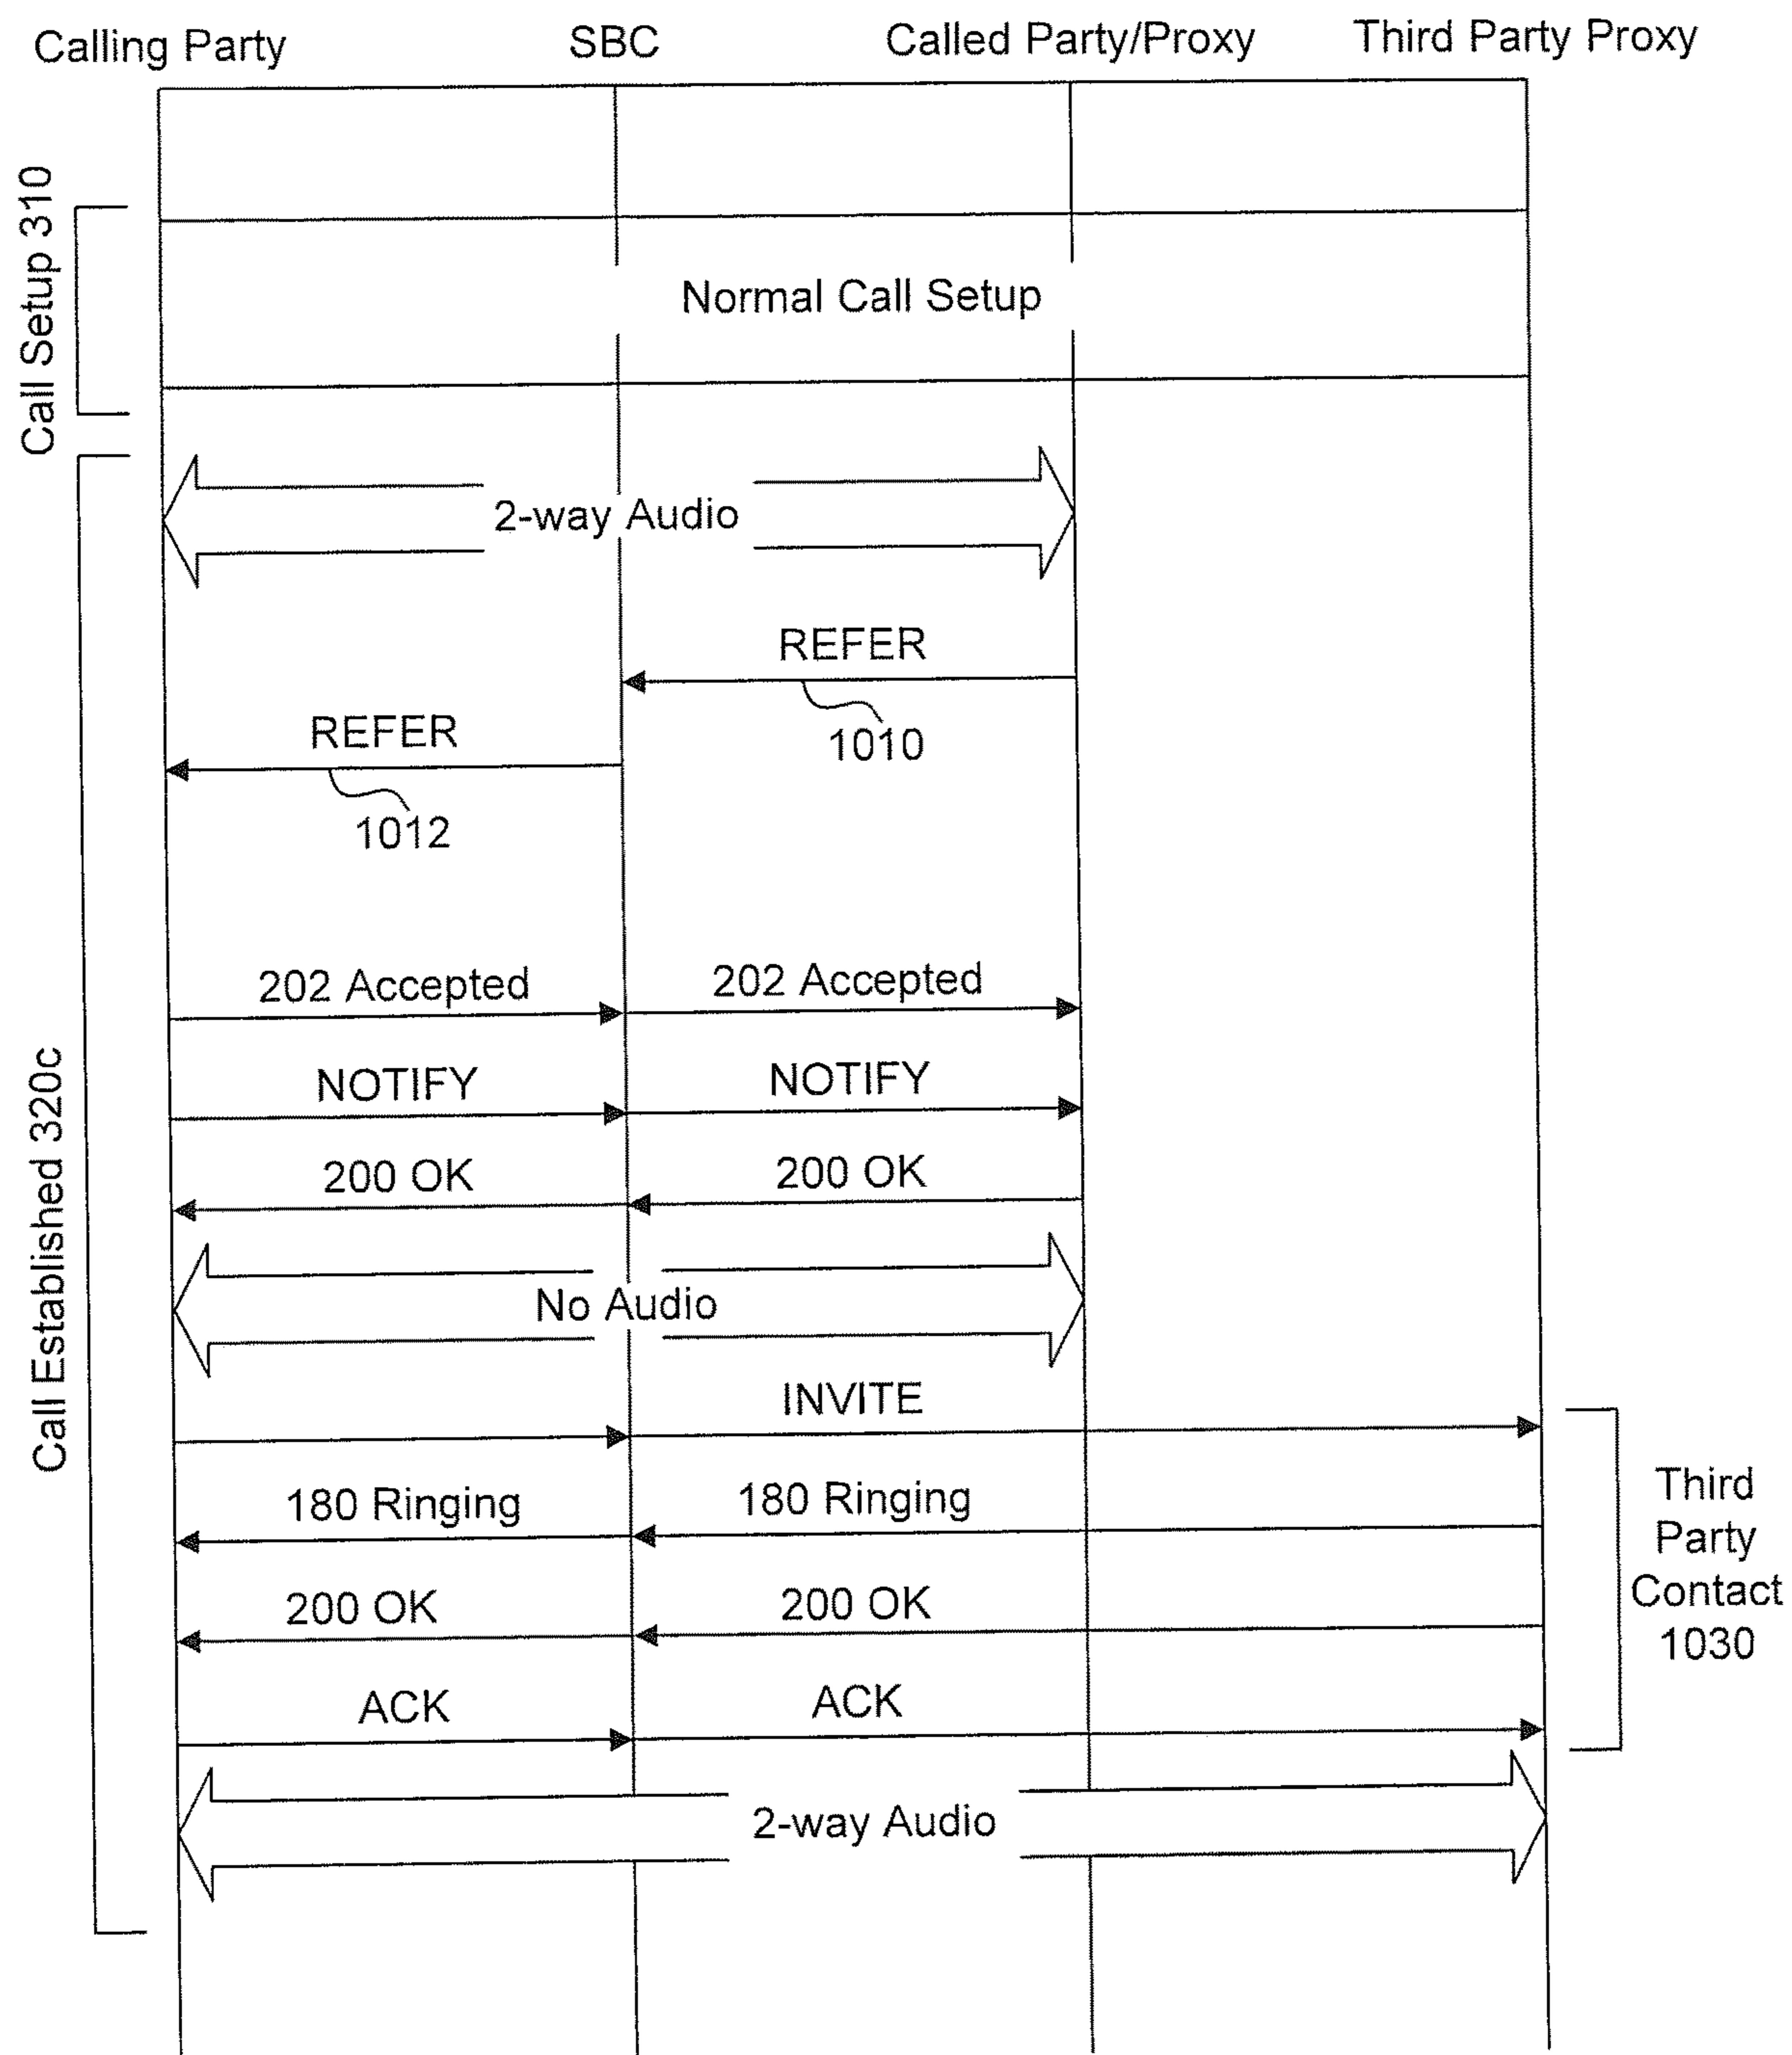 Calling Party
SBC
Called Party/Proxy
Third Party Proxy
Call Setup 310
Normal Call Setup
Call Established 320c
2-way Audio
REFER
1010
REFER
1012
202 Accepted
202 Accepted
NOTIFY
NOTIFY
200 OK
200 OK
No Audio
INVITE
180 Ringing
180 Ringing
200 OK
200 OK
ACK
ACK
Third
Party
Contact
1030
2-way Audio